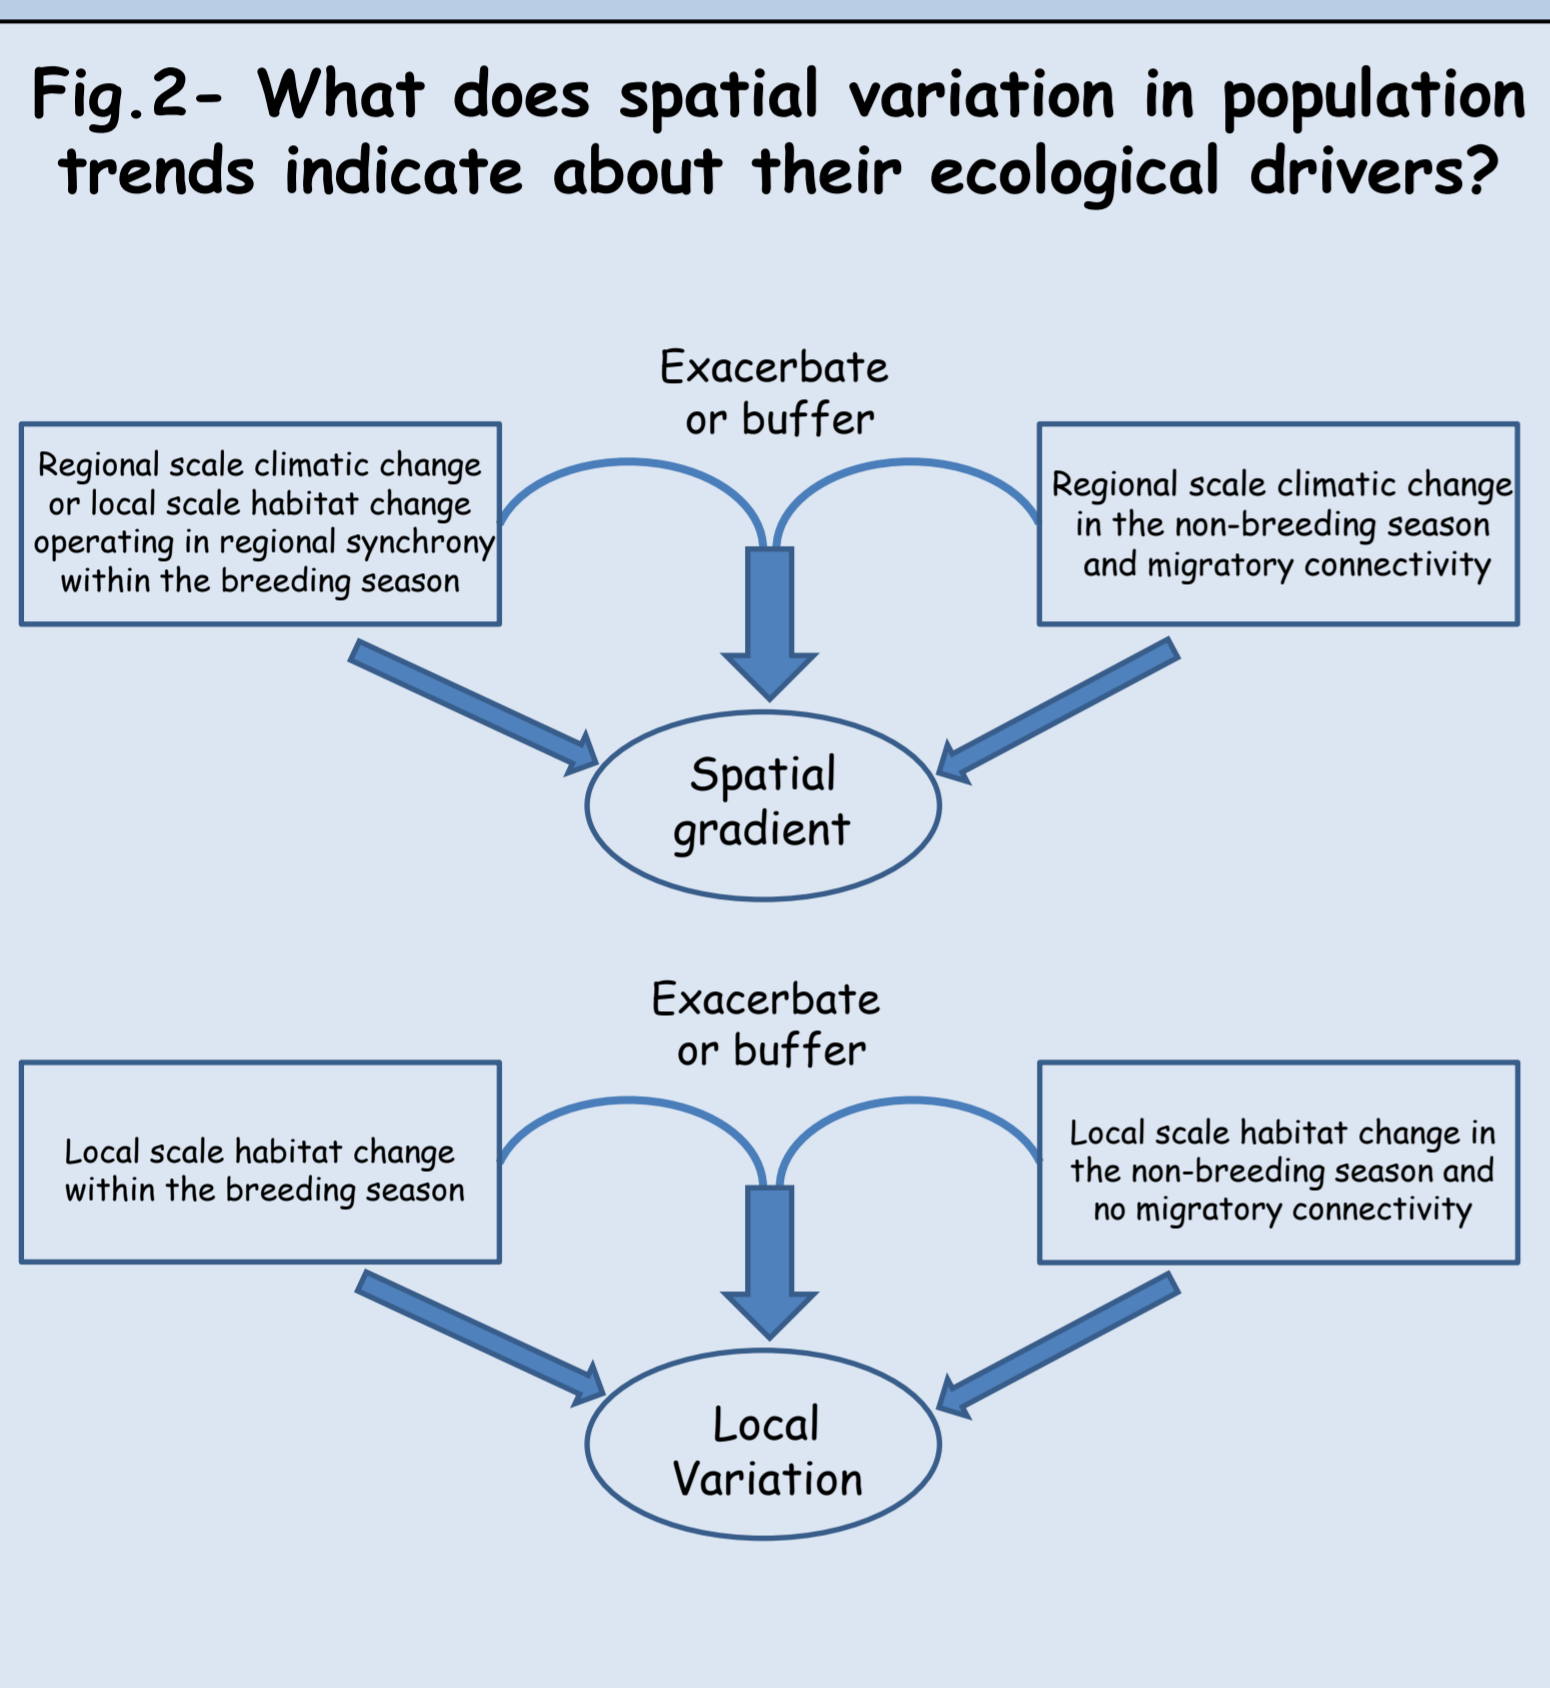 Fig.2- What does spatial variation in population
trends indicate about their ecological drivers?
Exacerbate
or buffer
Regional scale climatic change
or local scale habitat change
operating in regional synchrony
within the breeding season
Regional scale climatic change
in the non-breeding season
and migratory connectivity
Spatial
gradient
Exacerbate
or buffer
Local scale habitat change
within the breeding season
Local scale habitat change in
the non-breeding season and
no migratory connectivity
Local
Variation